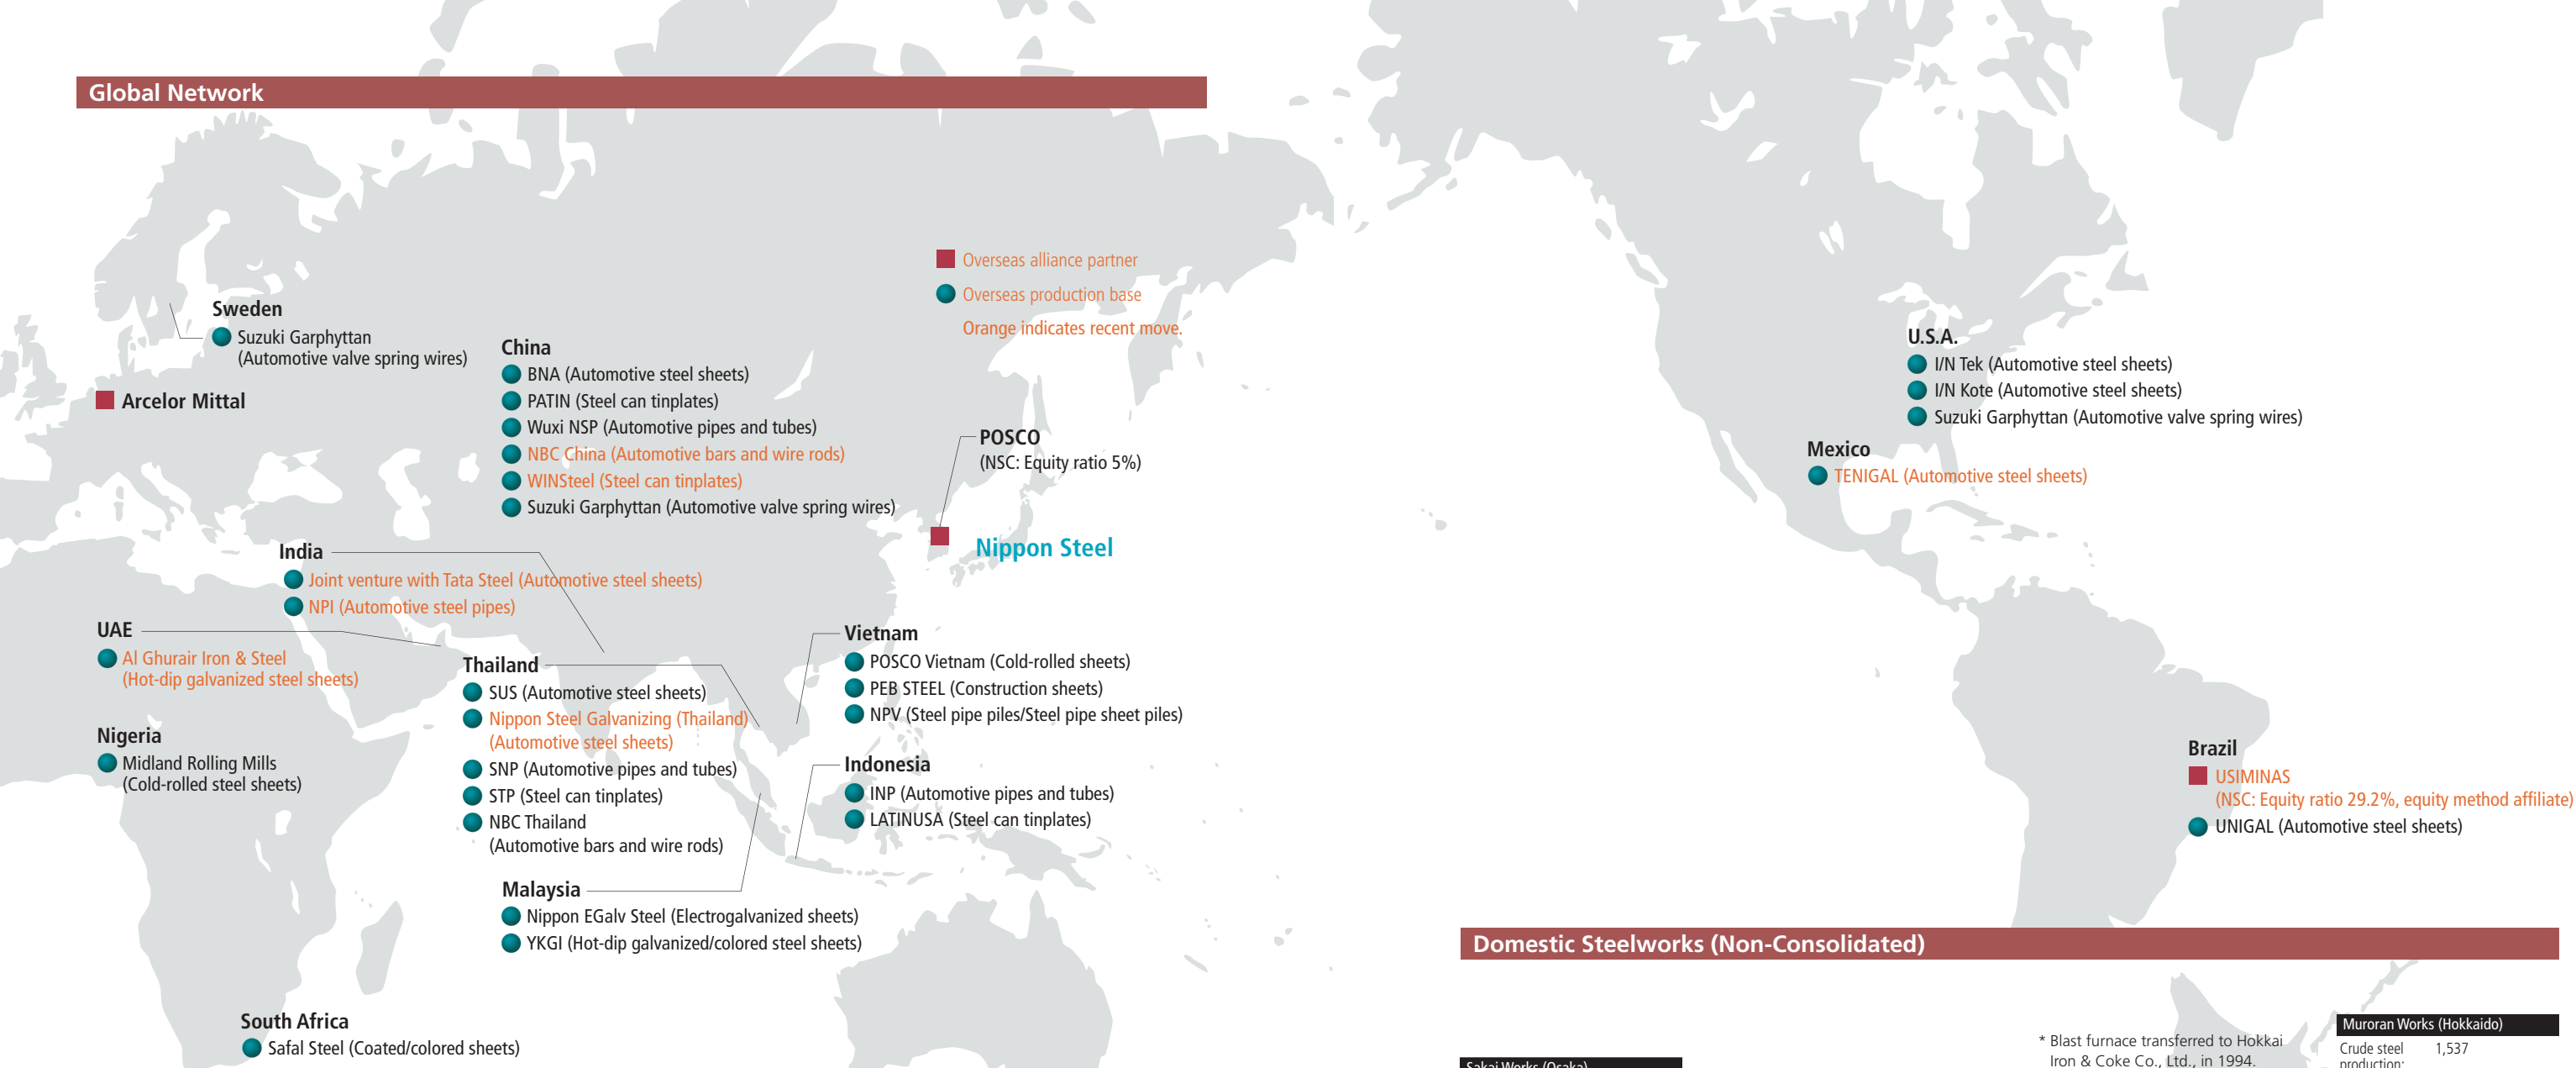 Global Network
Overseas alliance partner
Overseas production base
Orange indicates recent move.
Sweden
Suzuki Garphyttan
(Automotive valve spring wires)
Arcelor Mittal
China
BNA (Automotive steel sheets)
PATIN (Steel can tinplates)
Wuxi NSP (Automotive pipes and tubes)
NBC China (Automotive bars and wire rods)
WINSteel (Steel can tinplates)
Suzuki Garphyttan (Automotive valve spring wires)
POSCO
(NSC: Equity ratio 5%)
Nippon Steel
India
Joint venture with Tata Steel (Automotive steel sheets)
NPI (Automotive steel pipes)
UAE
Al Ghurair Iron & Steel
(Hot-dip galvanized steel sheets)
Nigeria
Midland Rolling Mills
(Cold-rolled steel sheets)
Thailand
SUS (Automotive steel sheets)
Nippon Steel Galvanizing (Thailand)
(Automotive steel sheets)
SNP (Automotive pipes and tubes)
STP (Steel can tinplates)
NBC Thailand
(Automotive bars and wire rods)
Vietnam
POSCO Vietnam (Cold-rolled sheets)
PEB STEEL (Construction sheets)
NPV (Steel pipe piles/Steel pipe sheet piles)
Indonesia
INP (Automotive pipes and tubes)
LATINUSA (Steel can tinplates)
Malaysia
Nippon EGalv Steel (Electrogalvanized sheets)
YKGI (Hot-dip galvanized/colored steel sheets)
South Africa
Safal Steel (Coated/colored sheets)
U.S.A.
I/N Tek (Automotive steel sheets)
I/N Kote (Automotive steel sheets)
Suzuki Garphyttan (Automotive valve spring wires)
Mexico
TENIGAL (Automotive steel sheets)
Brazil
USIMINAS
(NSC: Equity ratio 29.2%, equity method affiliate)
UNIGAL (Automotive steel sheets)
Domestic Steelworks (Non-Consolidated)
Sakai Works (Osaka)
* Blast furnace transferred to Hokkai
Iron & Coke Co., Ltd., in 1994.
Muroran Works (Hokkaido)
Crude steel 1,537
production: